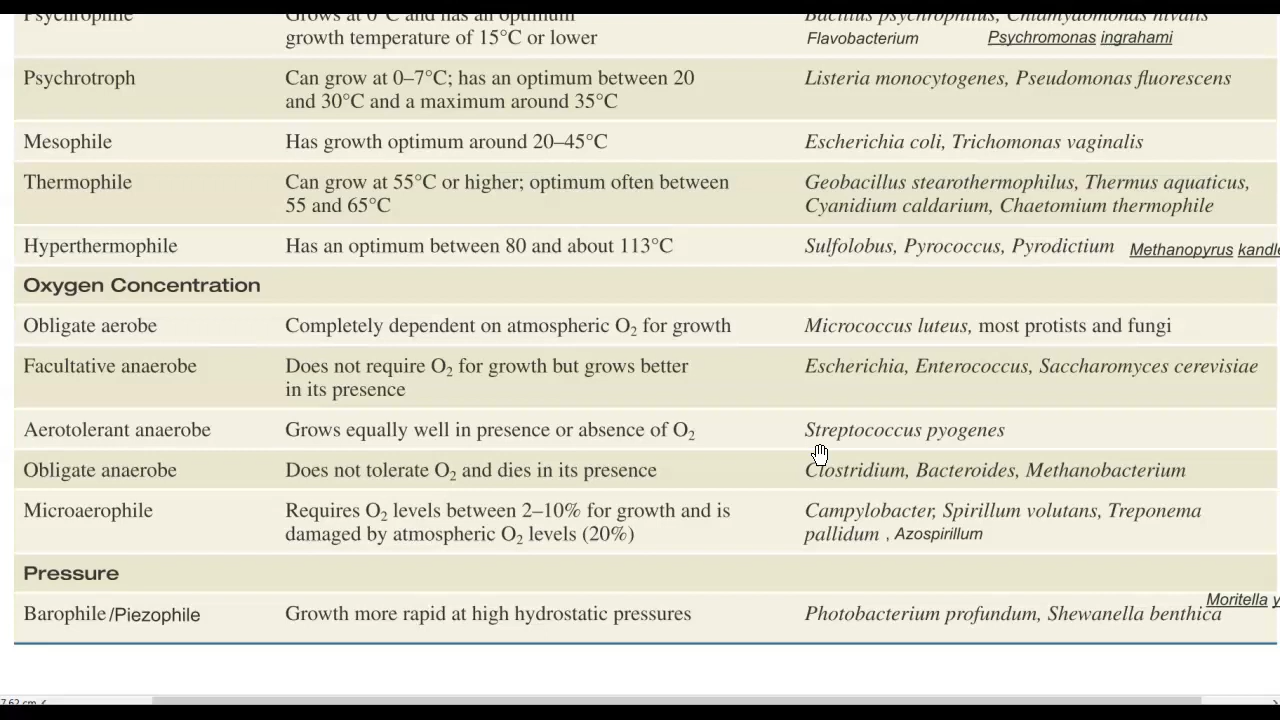 Psychrophile Grows at 0°C and has an optimum Bacillus psychrophilus, Chlamydomonas nivalis
growth temperature of 15°C or lower Flavobacterium Psychromonas ingrahami
Psychrotroph Can grow at 0–7°C; has an optimum between 20 Listeria monocytogenes, Pseudomonas fluorescens
and 30°C and a maximum around 35°C
Mesophile Has growth optimum around 20–45°C Escherichia coli, Trichomonas vaginalis
Thermophile Can grow at 55°C or higher; optimum often between Geobacillus stearothermophilus, Thermus aquaticus,
55 and 65°C Cyanidium caldarium, Chaetomium thermophile
Hyperthermophile Has an optimum between 80 and about 113°C Sulfolobus, Pyrococcus, Pyrodictium Methanopyrus
Oxygen Concentration
Obligate aerobe Completely dependent on atmospheric O₂ for growth Micrococcus luteus, most protists and fungi
Facultative anaerobe Does not require O₂ for growth but grows better Escherichia, Enterococcus, Saccharomyces cerevisiae
in its presence
Aerotolerant anaerobe Grows equally well in presence or absence of O₂ Streptococcus pyogenes
Obligate anaerobe Does not tolerate O₂ and dies in its presence Clostridium, Bacteroides, Methanobacterium
Microaerophile Requires O₂ levels between 2–10% for growth and is Campylobacter, Spirillum volutans, Treponema
damaged by atmospheric O₂ levels (20%) pallidum , Azospirillum
Pressure
Moritella
Barophile/Piezophile Growth more rapid at high hydrostatic pressures Photobacterium profundum, Shewanella benthica